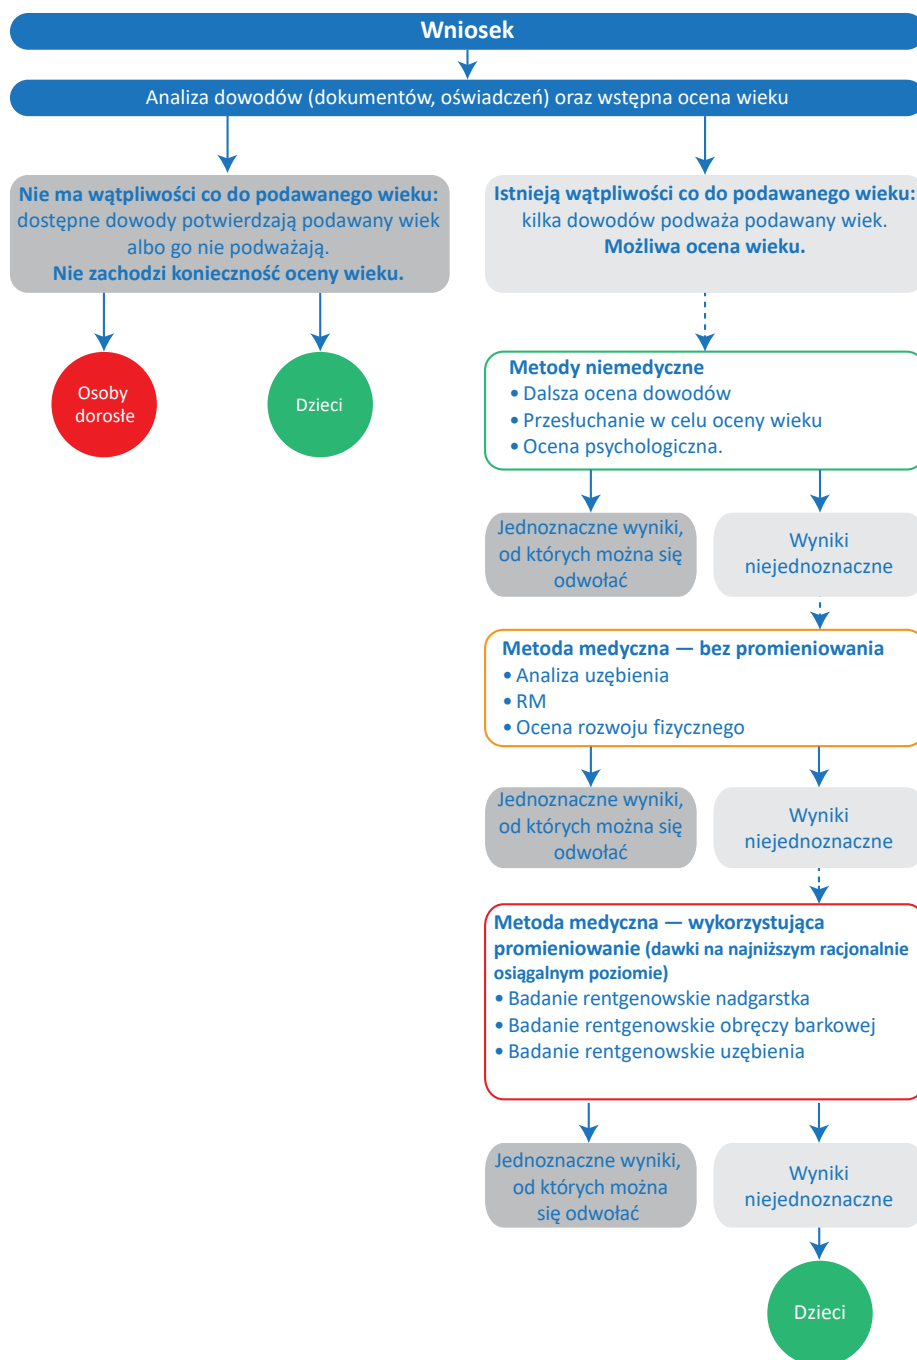 Wniosek
Analiza dowodów (dokumentów, oświadczeń) oraz wstępna ocena wieku
Nie ma wątpliwości co do podawanego wieku:
dostępne dowody potwierdzają podawany wiek
albo go nie podważają.
Nie zachodzi konieczność oceny wieku.
Istnieją wątpliwości co do podawanego wieku:
kilka dowodów podważa podawany wiek.
Możliwa ocena wieku.
Osoby
dorosłe
Dzieci
Metody niemedyczne
• Dalsza ocena dowodów
• Przesłuchanie w celu oceny wieku
• Ocena psychologiczna.
Jednoznaczne wyniki,
od których można się
odwołać
Wyniki
niejednoznaczne
Metoda medyczna — bez promieniowania
• Analiza uzębienia
• RM
• Ocena rozwoju fizycznego
Jednoznaczne wyniki,
od których można się
odwołać
Wyniki
niejednoznaczne
Metoda medyczna — wykorzystująca
promieniowanie (dawki na najniższym racjonalnie
osiągalnym poziomie)
• Badanie rentgenowskie nadgarstka
• Badanie rentgenowskie obręczy barkowej
• Badanie rentgenowskie uzębienia
Jednoznaczne wyniki,
od których można
się odwołać
Wyniki
niejednoznaczne
Dzieci